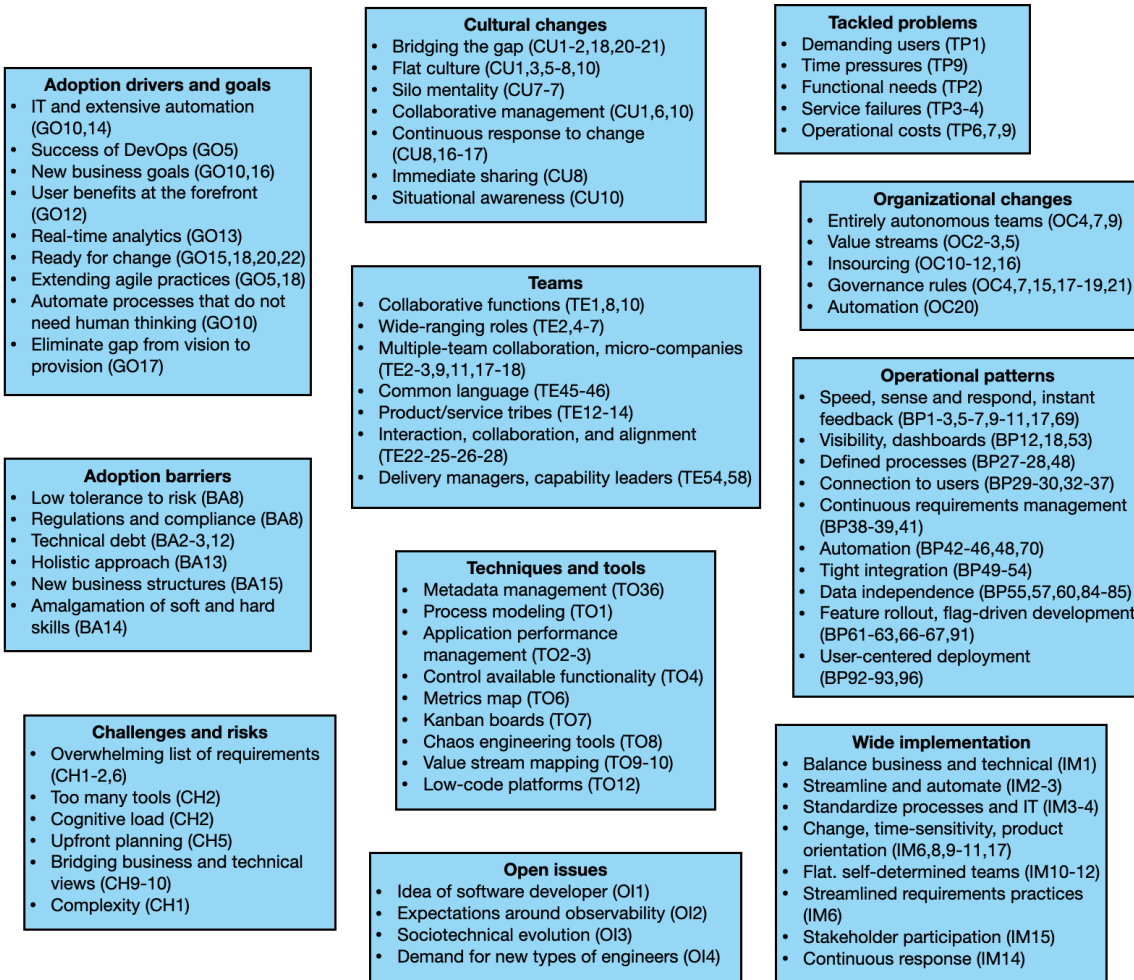 Adoption drivers and goals
• IT and extensive automation
(GO10,14)
• Success of DevOps (GO5)
• New business goals (GO10,16)
• User benefits at the forefront
(GO12)
• Real-time analytics (GO13)
• Ready for change (GO15,18,20,22)
• Extending agile practices (GO5,18)
• Automate processes that do not
need human thinking (GO10)
• Eliminate gap from vision to
provision (GO17)
Adoption barriers
• Low tolerance to risk (BA8)
• Regulations and compliance (BA8)
• Technical debt (BA2-3,12)
• Holistic approach (BA13)
• New business structures (BA15)
• Amalgamation of soft and hard
skills (BA14)
Challenges and risks
• Overwhelming list of requirements
(CH1-2,6)
• Too many tools (CH2)
• Cognitive load (CH2)
• Upfront planning (CH5)
• Bridging business and technical
views (CH9-10)
• Complexity (CH1)
Cultural changes
• Bridging the gap (CU1-2,18,20-21)
• Flat culture (CU1,3,5-8,10)
• Silo mentality (CU7-7)
• Collaborative management (CU1,6,10)
• Continuous response to change
(CU8,16-17)
• Immediate sharing (CU8)
• Situational awareness (CU10)
Teams
• Collaborative functions (TE1,8,10)
• Wide-ranging roles (TE2,4-7)
• Multiple-team collaboration, micro-companies
(TE2-3,9,11,17-18)
• Common language (TE45-46)
• Product/service tribes (TE12-14)
• Interaction, collaboration, and alignment
(TE22-25-26-28)
• Delivery managers, capability leaders (TE54,58)
Techniques and tools
• Metadata management (TO36)
• Process modeling (TO1)
• Application performance
management (TO2-3)
• Control available functionality (TO4)
• Metrics map (TO6)
• Kanban boards (TO7)
• Chaos engineering tools (TO8)
• Value stream mapping (TO9-10)
• Low-code platforms (TO12)
Open issues
• Idea of software developer (OI1)
• Expectations around observability (OI2)
• Sociotechnical evolution (OI3)
• Demand for new types of engineers (OI4)
Tackled problems
• Demanding users (TP1)
• Time pressures (TP9)
• Functional needs (TP2)
• Service failures (TP3-4)
• Operational costs (TP6,7,9)
Organizational changes
• Entirely autonomous teams (OC4,7,9)
• Value streams (OC2-3,5)
• Insourcing (OC10-12,16)
• Governance rules (OC4,7,15,17-19,21)
• Automation (OC20)
Operational patterns
• Speed, sense and respond, instant
feedback (BP1-3,5-7,9-11,17,69)
• Visibility, dashboards (BP12,18,53)
• Defined processes (BP27-28,48)
• Connection to users (BP29-30,32-37)
• Continuous requirements management
(BP38-39,41)
• Automation (BP42-46,48,70)
• Tight integration (BP49-54)
• Data independence (BP55,57,60,84-85)
• Feature rollout, flag-driven development
(BP61-63,66-67,91)
• User-centered deployment
(BP92-93,96)
Wide implementation
• Balance business and technical (IM1)
• Streamline and automate (IM2-3)
• Standardize processes and IT (IM3-4)
• Change, time-sensitivity, product
orientation (IM6,8,9-11,17)
• Flat. self-determined teams (IM10-12)
• Streamlined requirements practices
(IM6)
• Stakeholder participation (IM15)
• Continuous response (IM14)